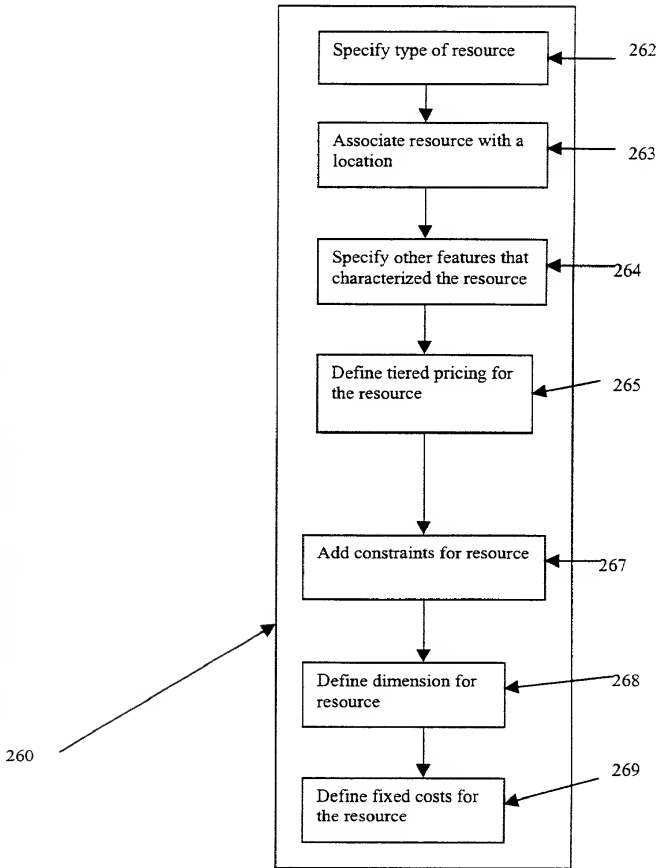 Specify type of resource
262
Associate resource with a
location
263
Specify other features that
characterized the resource
264
Define tiered pricing for
the resource
265
Add constraints for resource
267
Define dimension for
resource
268
260
Define fixed costs for
the resource
269